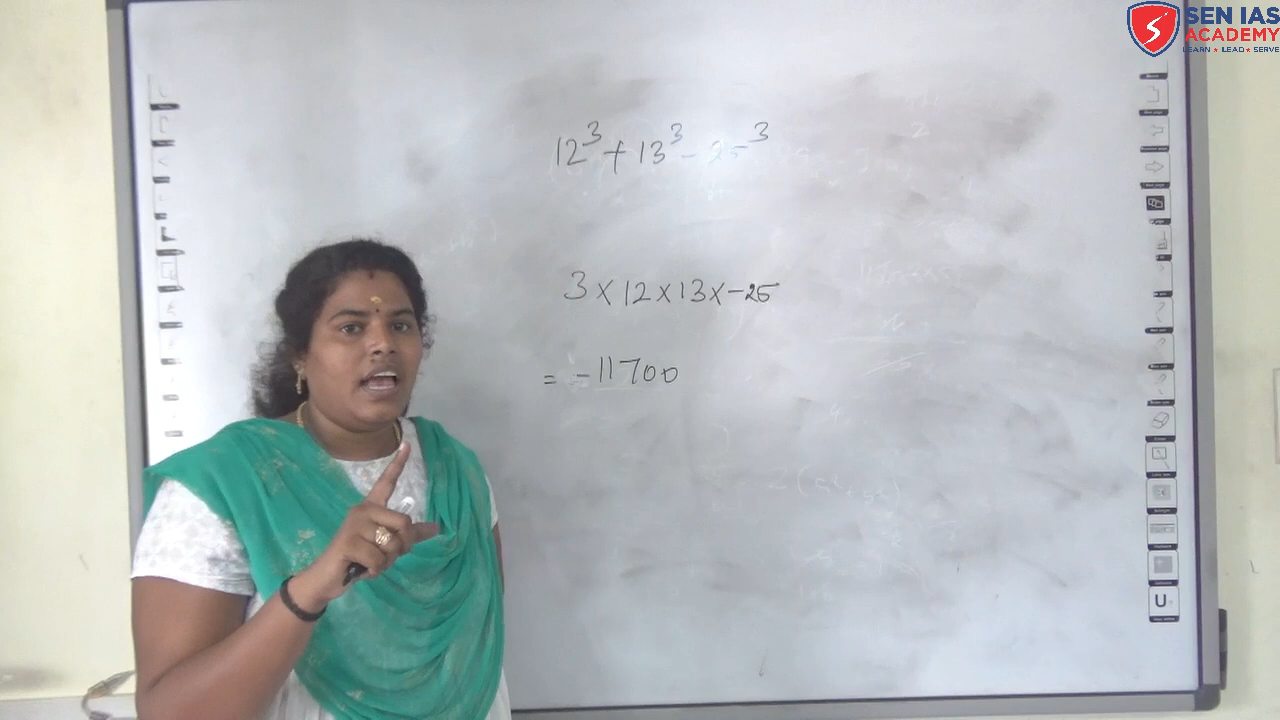 SEN IAS
ACADEMY
LEARN ★ LEAD ★ SERVE
12³ + 13³ - 25³
3 x 12 x 13 x -25
= -11700